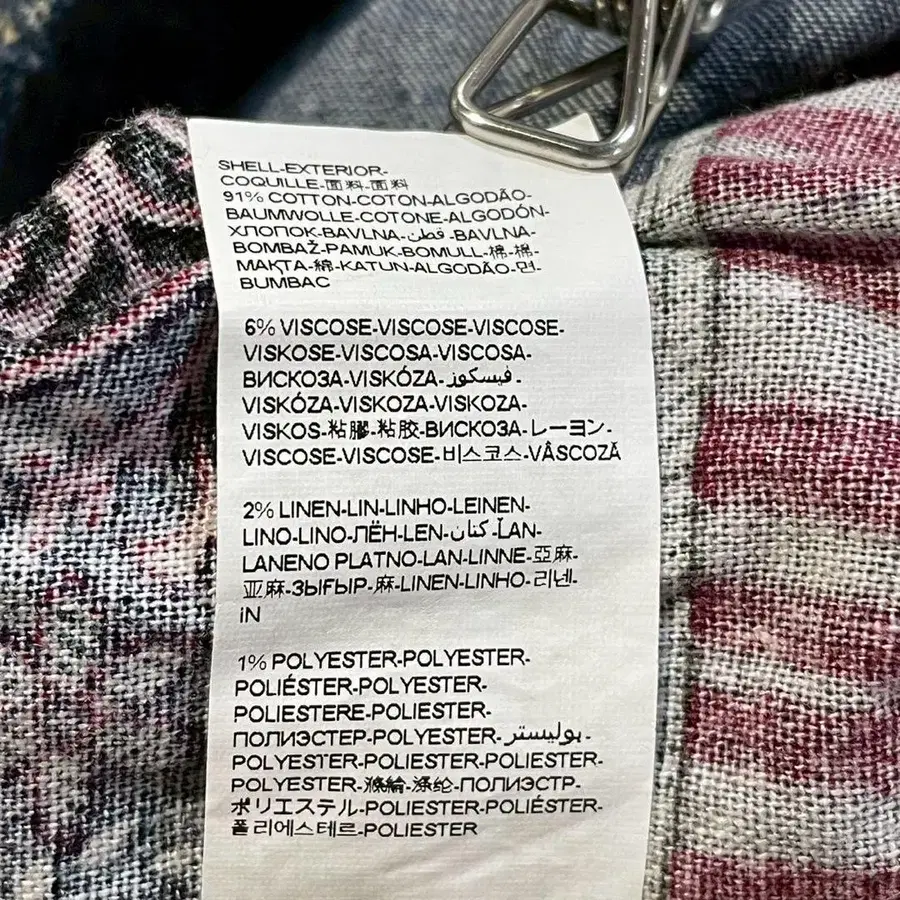 SHELL-EXTERIOR-
COQUILLE-面料-面料
91% COTTON-COTON-ALGODÃO-
BAUMWOLLE-COTONE-ALGODÓN-
ХЛОПОК-BAVLNA-قطن-BAVLNA-
BOMBAŽ-PAMUK-BOMULL-棉-棉-
МАҚТА-綿-KATUN-ALGODÃO-면-
BUMBAC
6% VISCOSE-VISCOSE-VISCOSE-
VISKOSE-VISCOSA-VISCOSA-
ВИСКОЗА-VISKÓZA-فيسكوز-
VISKÓZA-VISKOZA-VISKOZA-
VISKOS-粘膠-粘胶-ВИСКОЗА-レーヨン-
VISCOSE-VISCOSE-비스코스-VÂSCOZĂ
2% LINEN-LIN-LINHO-LEINEN-
LINO-LINO-ЛЁН-LEN-كتان-ĽAN-
LANENO PLATNO-LAN-LINNE-亞麻-
亚麻-ЗЫҒЫР-麻-LINEN-LINHO-리넨-
iN
1% POLYESTER-POLYESTER-
POLIÉSTER-POLYESTER-
POLIESTERE-POLIESTER-
ПОЛИЭСТЕР-POLYESTER-بوليستر-
POLYESTER-POLIESTER-POLIESTER-
POLYESTER-滌綸-涤纶-ПОЛИЭСТР-
ポリエステル-POLIESTER-POLIÉSTER-
폴리에스테르-POLIESTER